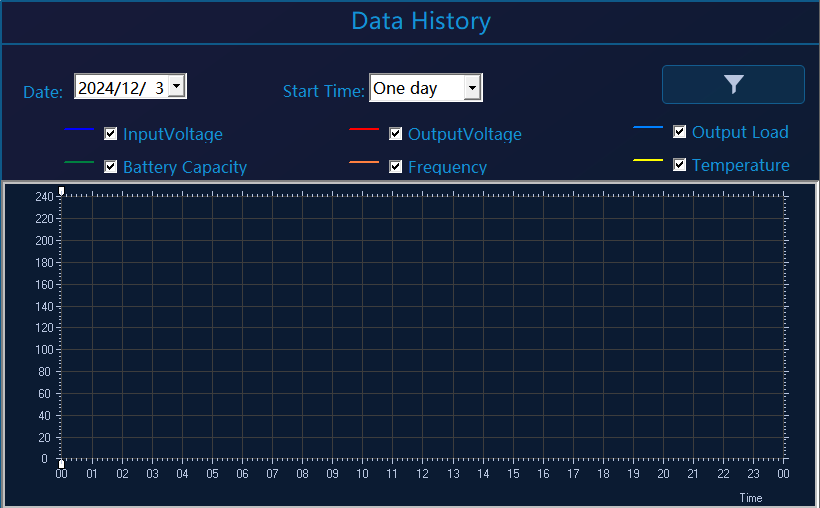 Data History
Date: 2024/12/ 3 Start Time: One day
InputVoltage OutputVoltage Output Load
Battery Capacity Frequency Temperature
240
220
200
180
160
140
120
100
80
60
40
20
0
00 01 02 03 04 05 06 07 08 09 10 11 12 13 14 15 16 17 18 19 20 21 22 23 00
Time